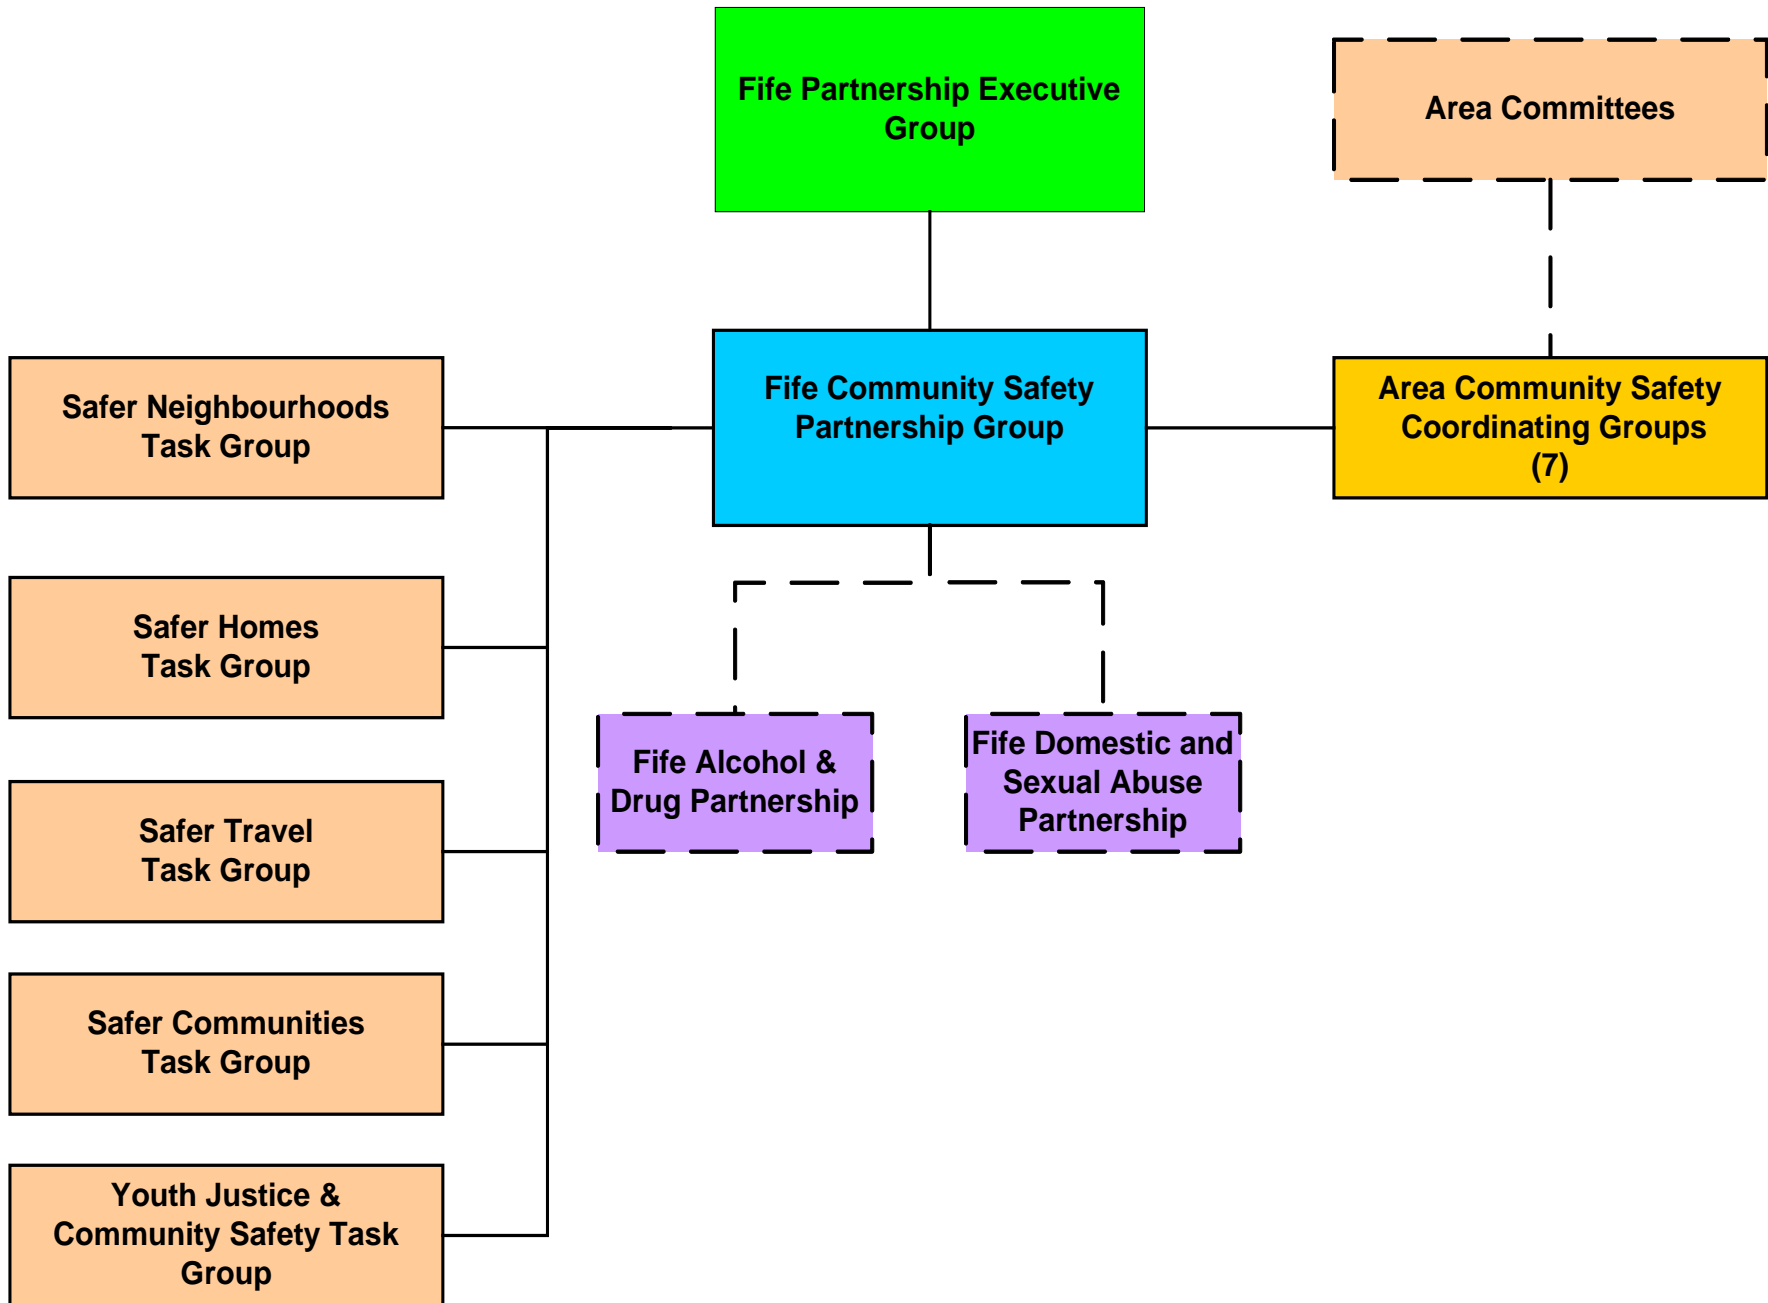 Fife Partnership Executive
Group
Area Committees
Safer Neighbourhoods
Task Group
Fife Community Safety
Partnership Group
Area Community Safety
Coordinating Groups
(7)
Safer Homes
Task Group
Fife Alcohol &
Drug Partnership
Fife Domestic and
Sexual Abuse
Partnership
Safer Travel
Task Group
Safer Communities
Task Group
Youth Justice &
Community Safety Task
Group